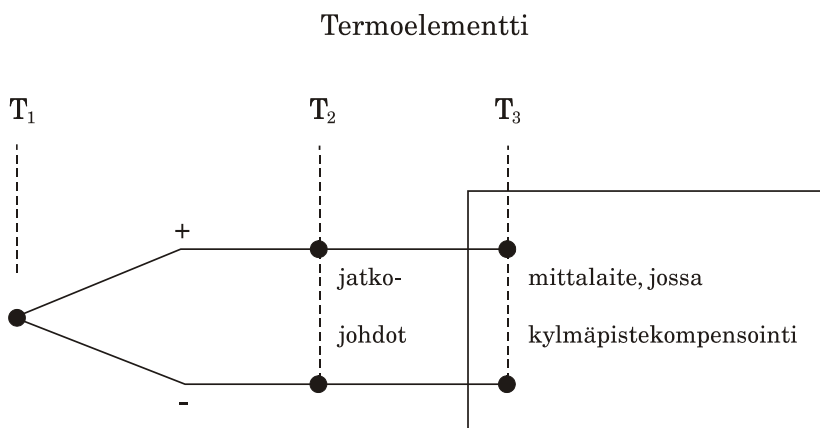 Termoelementti
T₁ T₂ T₃
+
jatko- mittalaite, jossa
johdot kylmäpistekompensointi
-